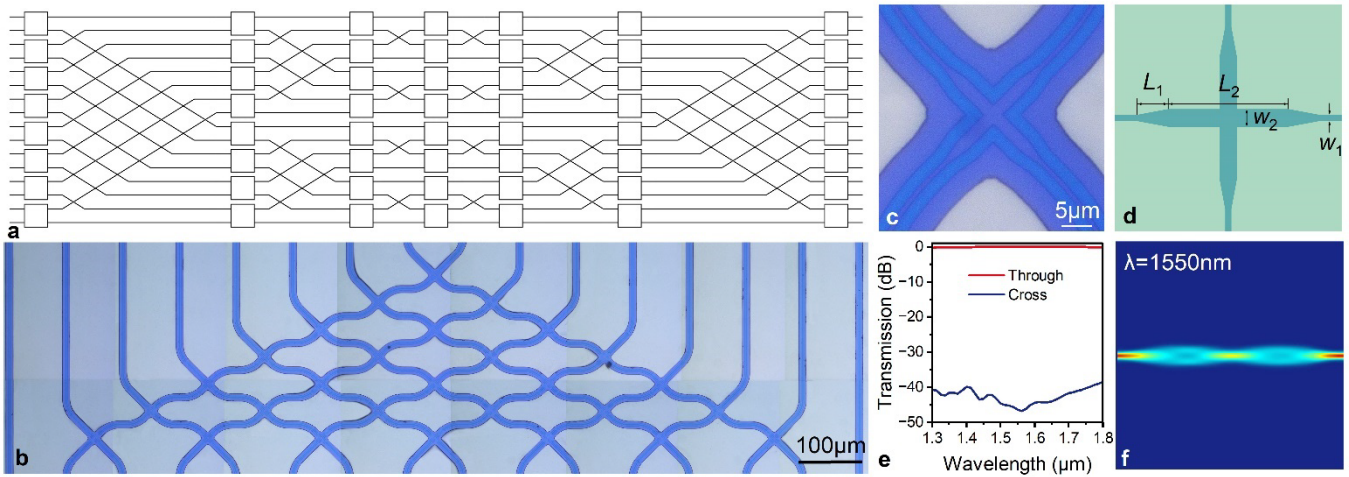 a
b
100μm
c
5μm
L1
L2
w2
w1
d
Transmission (dB)
0
−10
−20
−30
−40
−50
Through
Cross
1.3
1.4
1.5
1.6
1.7
1.8
e
Wavelength (μm)
λ=1550nm
f